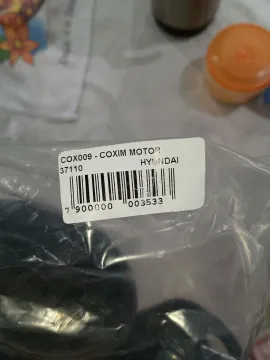 COX009 - COXIM MOTOR
HYUNDAI
37110
7 900000 003533